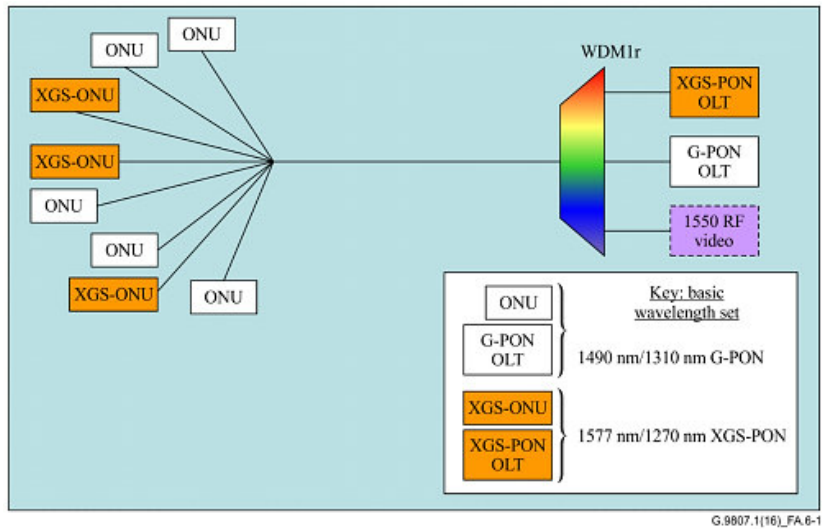 ONU
ONU
XGS-ONU
XGS-ONU
ONU
ONU
XGS-ONU
ONU
WDM1r
XGS-PON
OLT
G-PON
OLT
1550 RF
video
Key: basic
wavelength set
ONU
G-PON
OLT
1490 nm/1310 nm G-PON
XGS-ONU
XGS-PON
OLT
1577 nm/1270 nm XGS-PON
G.9807.1(16)_FA.6-1